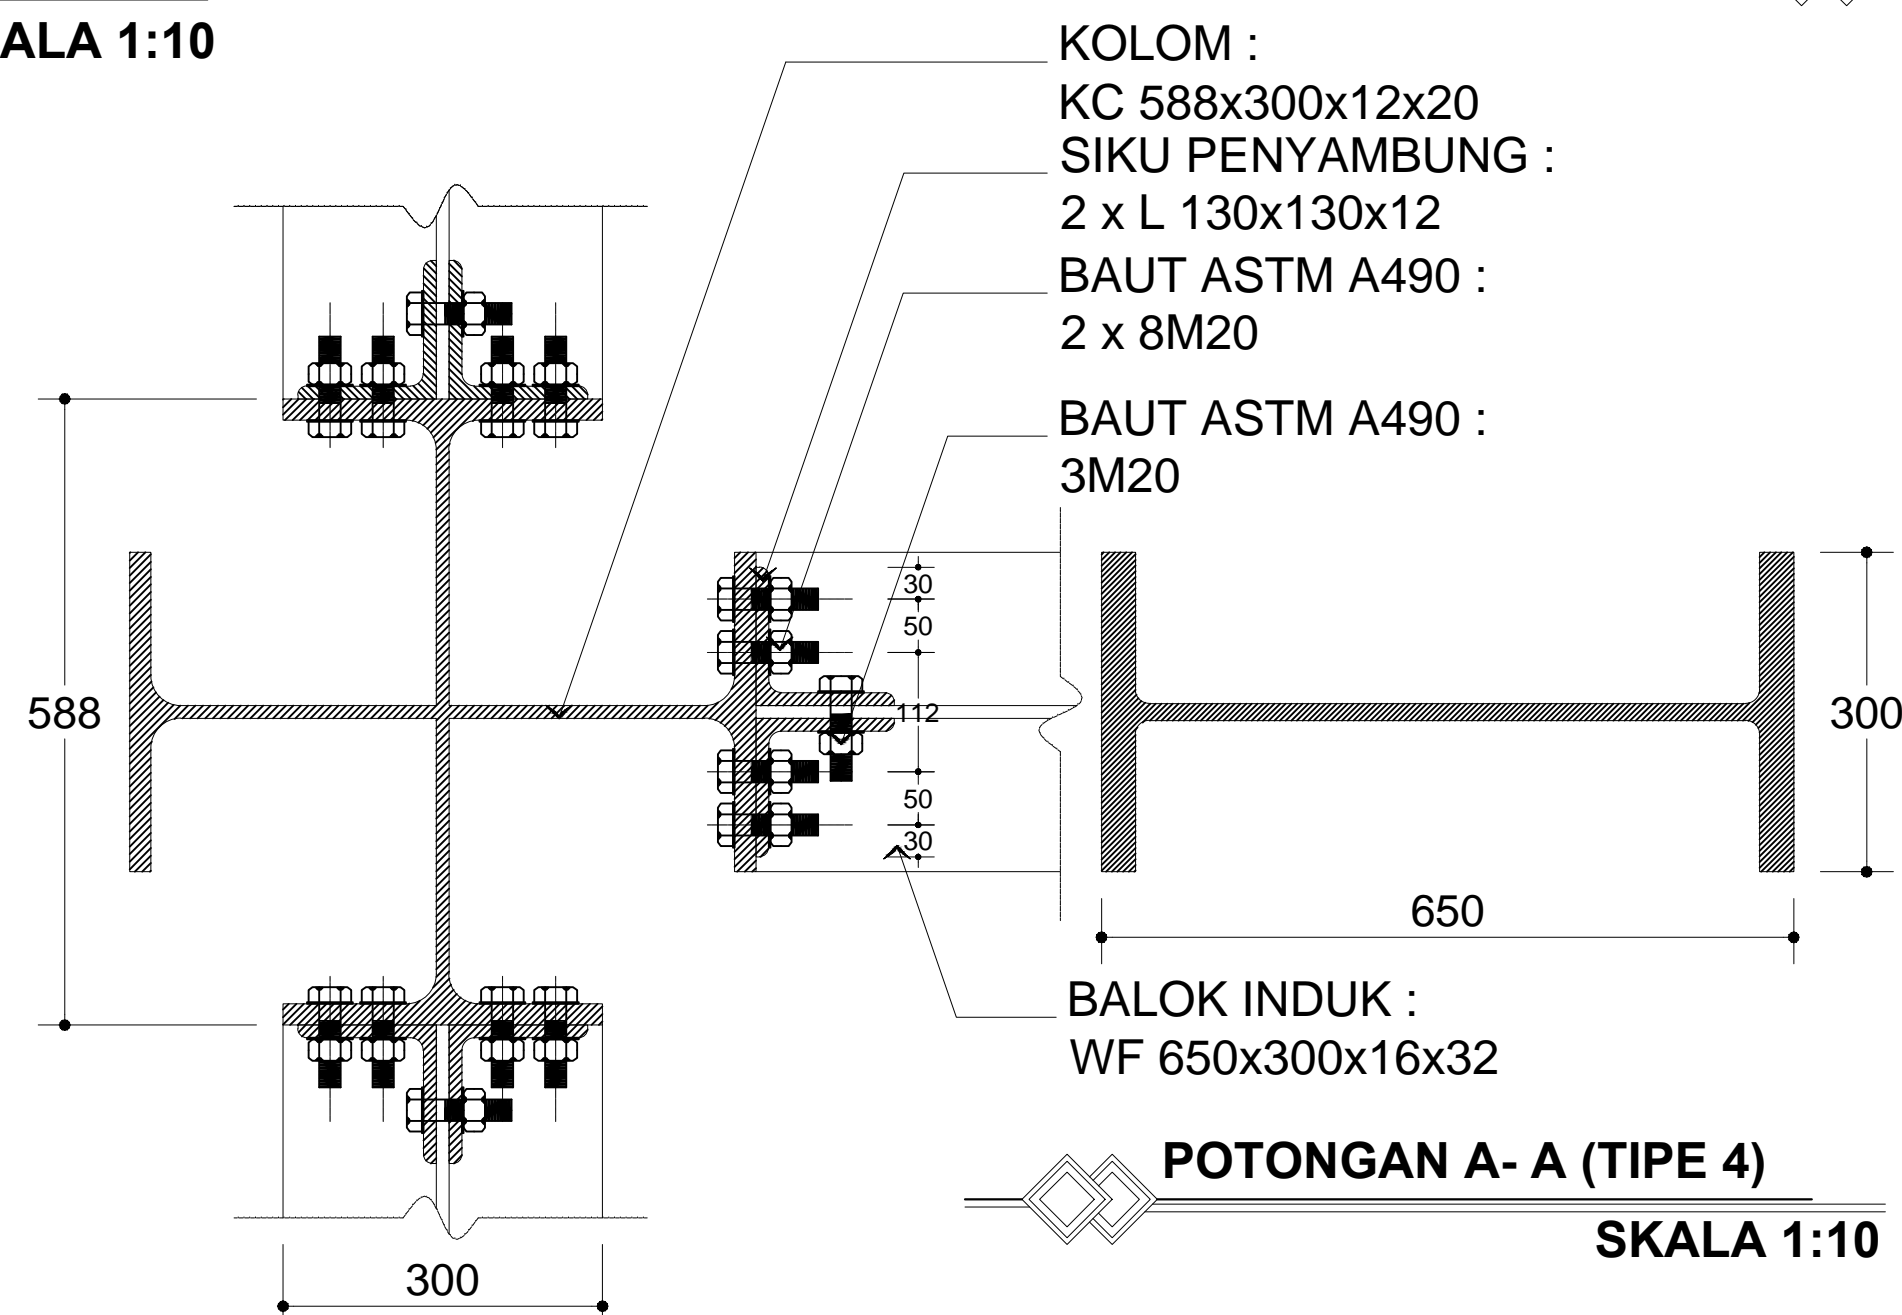 ALA 1:10
KOLOM :
KC 588x300x12x20
SIKU PENYAMBUNG :
2 x L 130x130x12
BAUT ASTM A490 :
2 x 8M20
BAUT ASTM A490 :
3M20
30
50
112
50
30
588
300
650
BALOK INDUK :
WF 650x300x16x32
POTONGAN A- A (TIPE 4)
SKALA 1:10
300